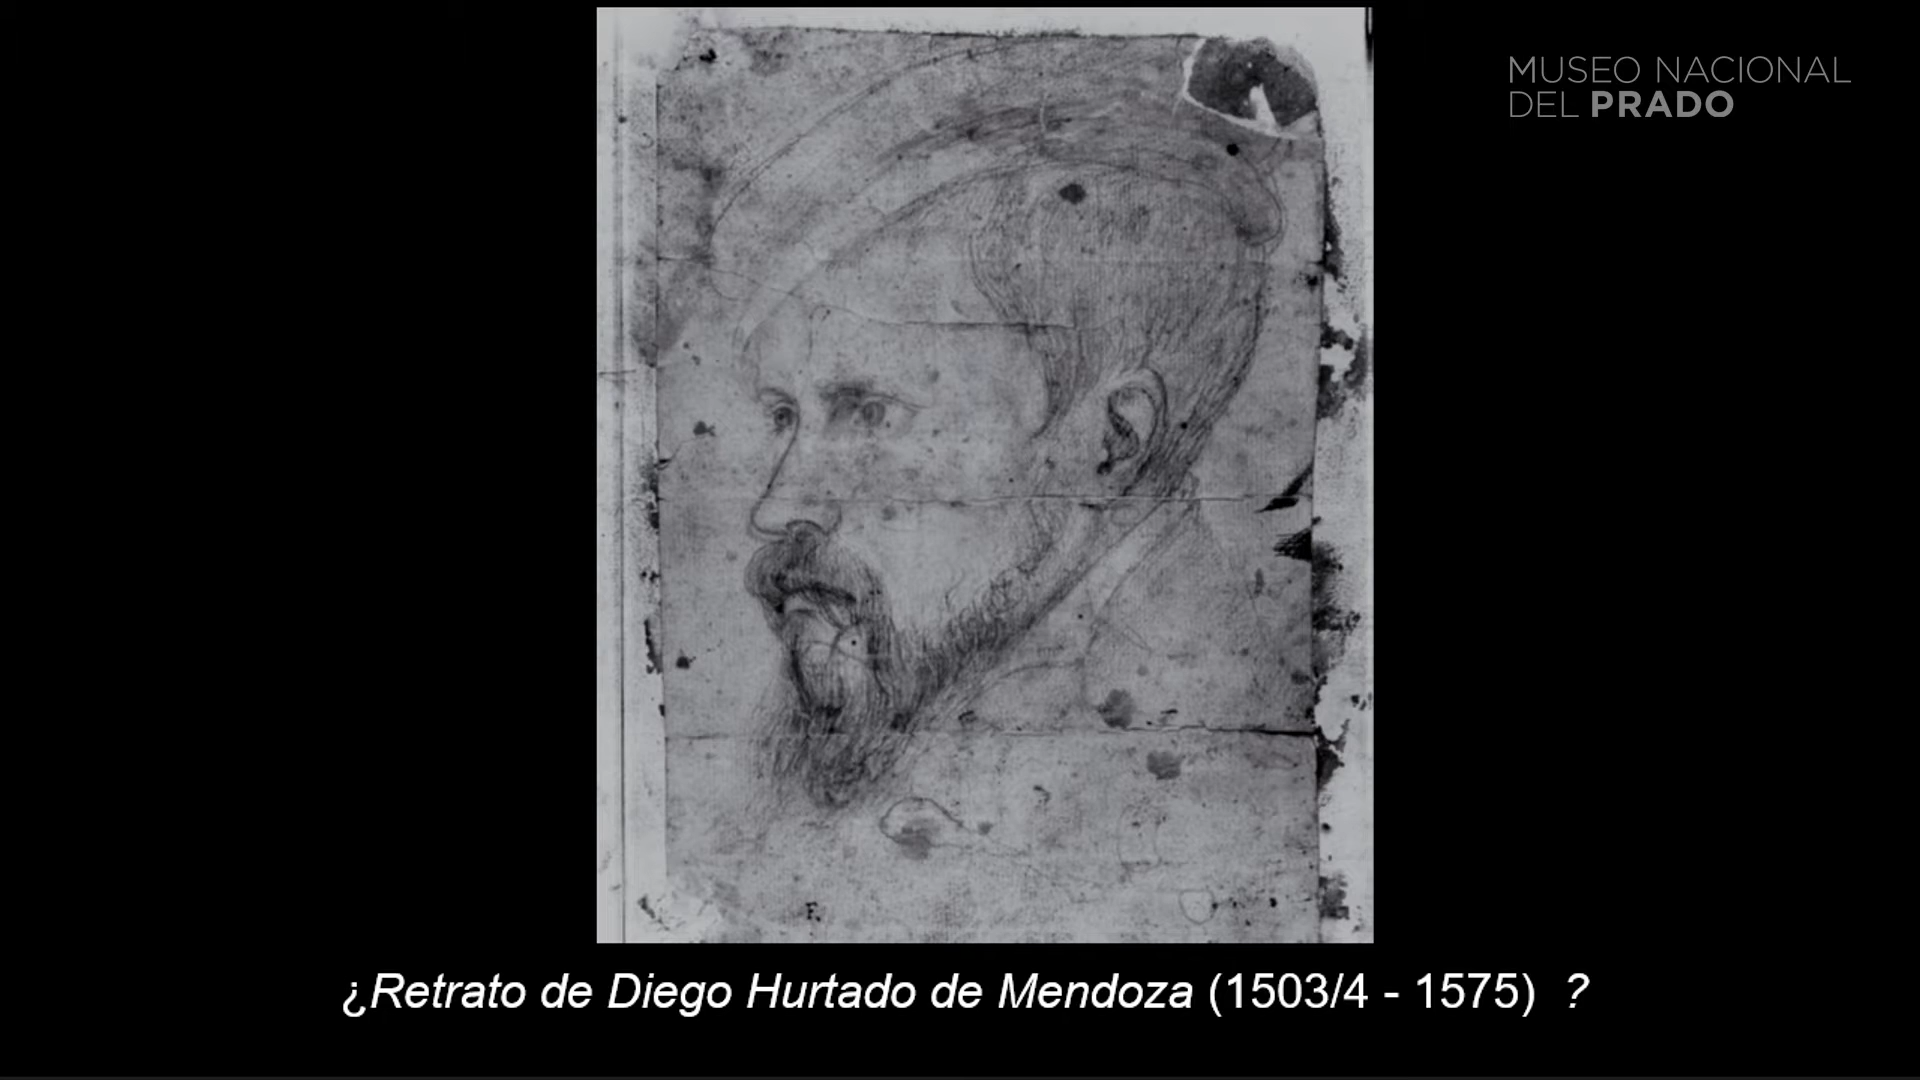 MUSEO NACIONAL
DEL PRADO
F.
¿Retrato de Diego Hurtado de Mendoza (1503/4 - 1575) ?